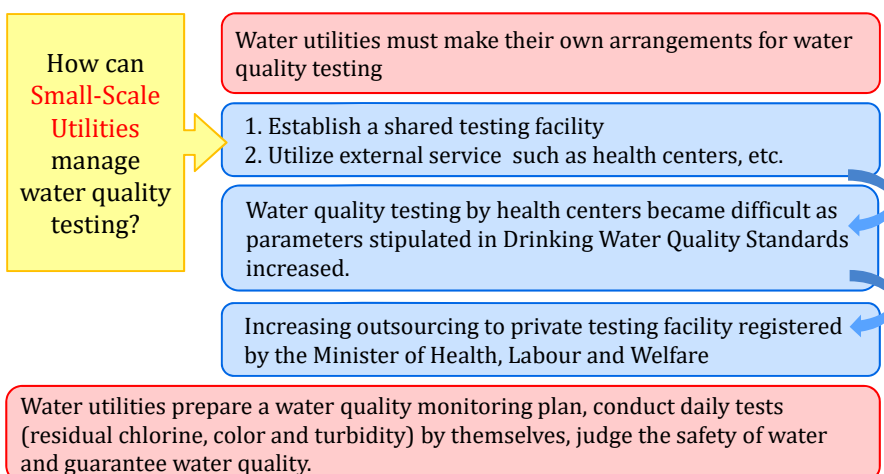 How can
Small-Scale
Utilities
manage
water quality
testing?
Water utilities must make their own arrangements for water
quality testing
1. Establish a shared testing facility
2. Utilize external service such as health centers, etc.
Water quality testing by health centers became difficult as
parameters stipulated in Drinking Water Quality Standards
increased.
Increasing outsourcing to private testing facility registered
by the Minister of Health, Labour and Welfare
Water utilities prepare a water quality monitoring plan, conduct daily tests
(residual chlorine, color and turbidity) by themselves, judge the safety of water
and guarantee water quality.